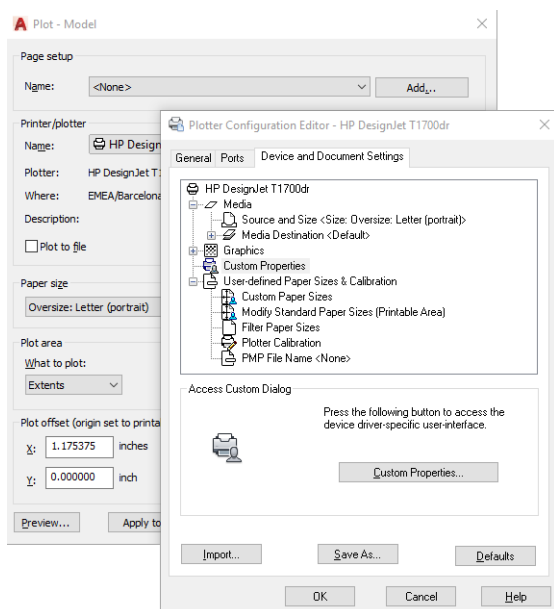 Plot - Model
Page setup
Name: <None> Add...
Printer/plotter
Name: HP Design
Plotter: HP DesignJet T1
Where: EMEA/Barcelona
Description:
Plot to file
Paper size
Oversize: Letter (portrait)
Plot area
What to plot:
Extents
Plot offset (origin set to printa
X: 1.175375 inches
Y: 0.000000 inch
Preview... Apply to
Plotter Configuration Editor - HP DesignJet T1700dr
General Ports Device and Document Settings
HP DesignJet T1700dr
Media
Source and Size <Size: Oversize: Letter (portrait)>
Media Destination <Default>
Graphics
Custom Properties
User-defined Paper Sizes & Calibration
Custom Paper Sizes
Modify Standard Paper Sizes (Printable Area)
Filter Paper Sizes
Plotter Calibration
PMP File Name <None>
Access Custom Dialog
Press the following button to access the
device driver-specific user-interface.
Custom Properties...
Import... Save As... Defaults
OK Cancel Help